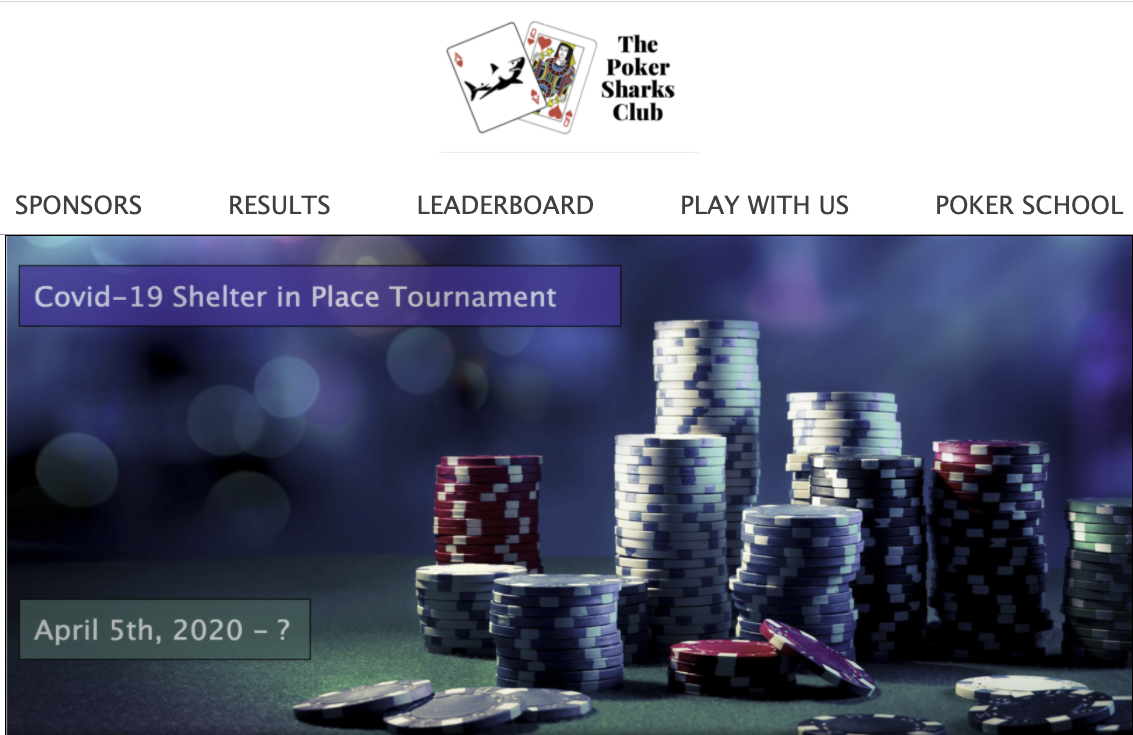 The
Poker
Sharks
Club
SPONSORS RESULTS LEADERBOARD PLAY WITH US POKER SCHOOL
Covid-19 Shelter in Place Tournament
April 5th, 2020 - ?